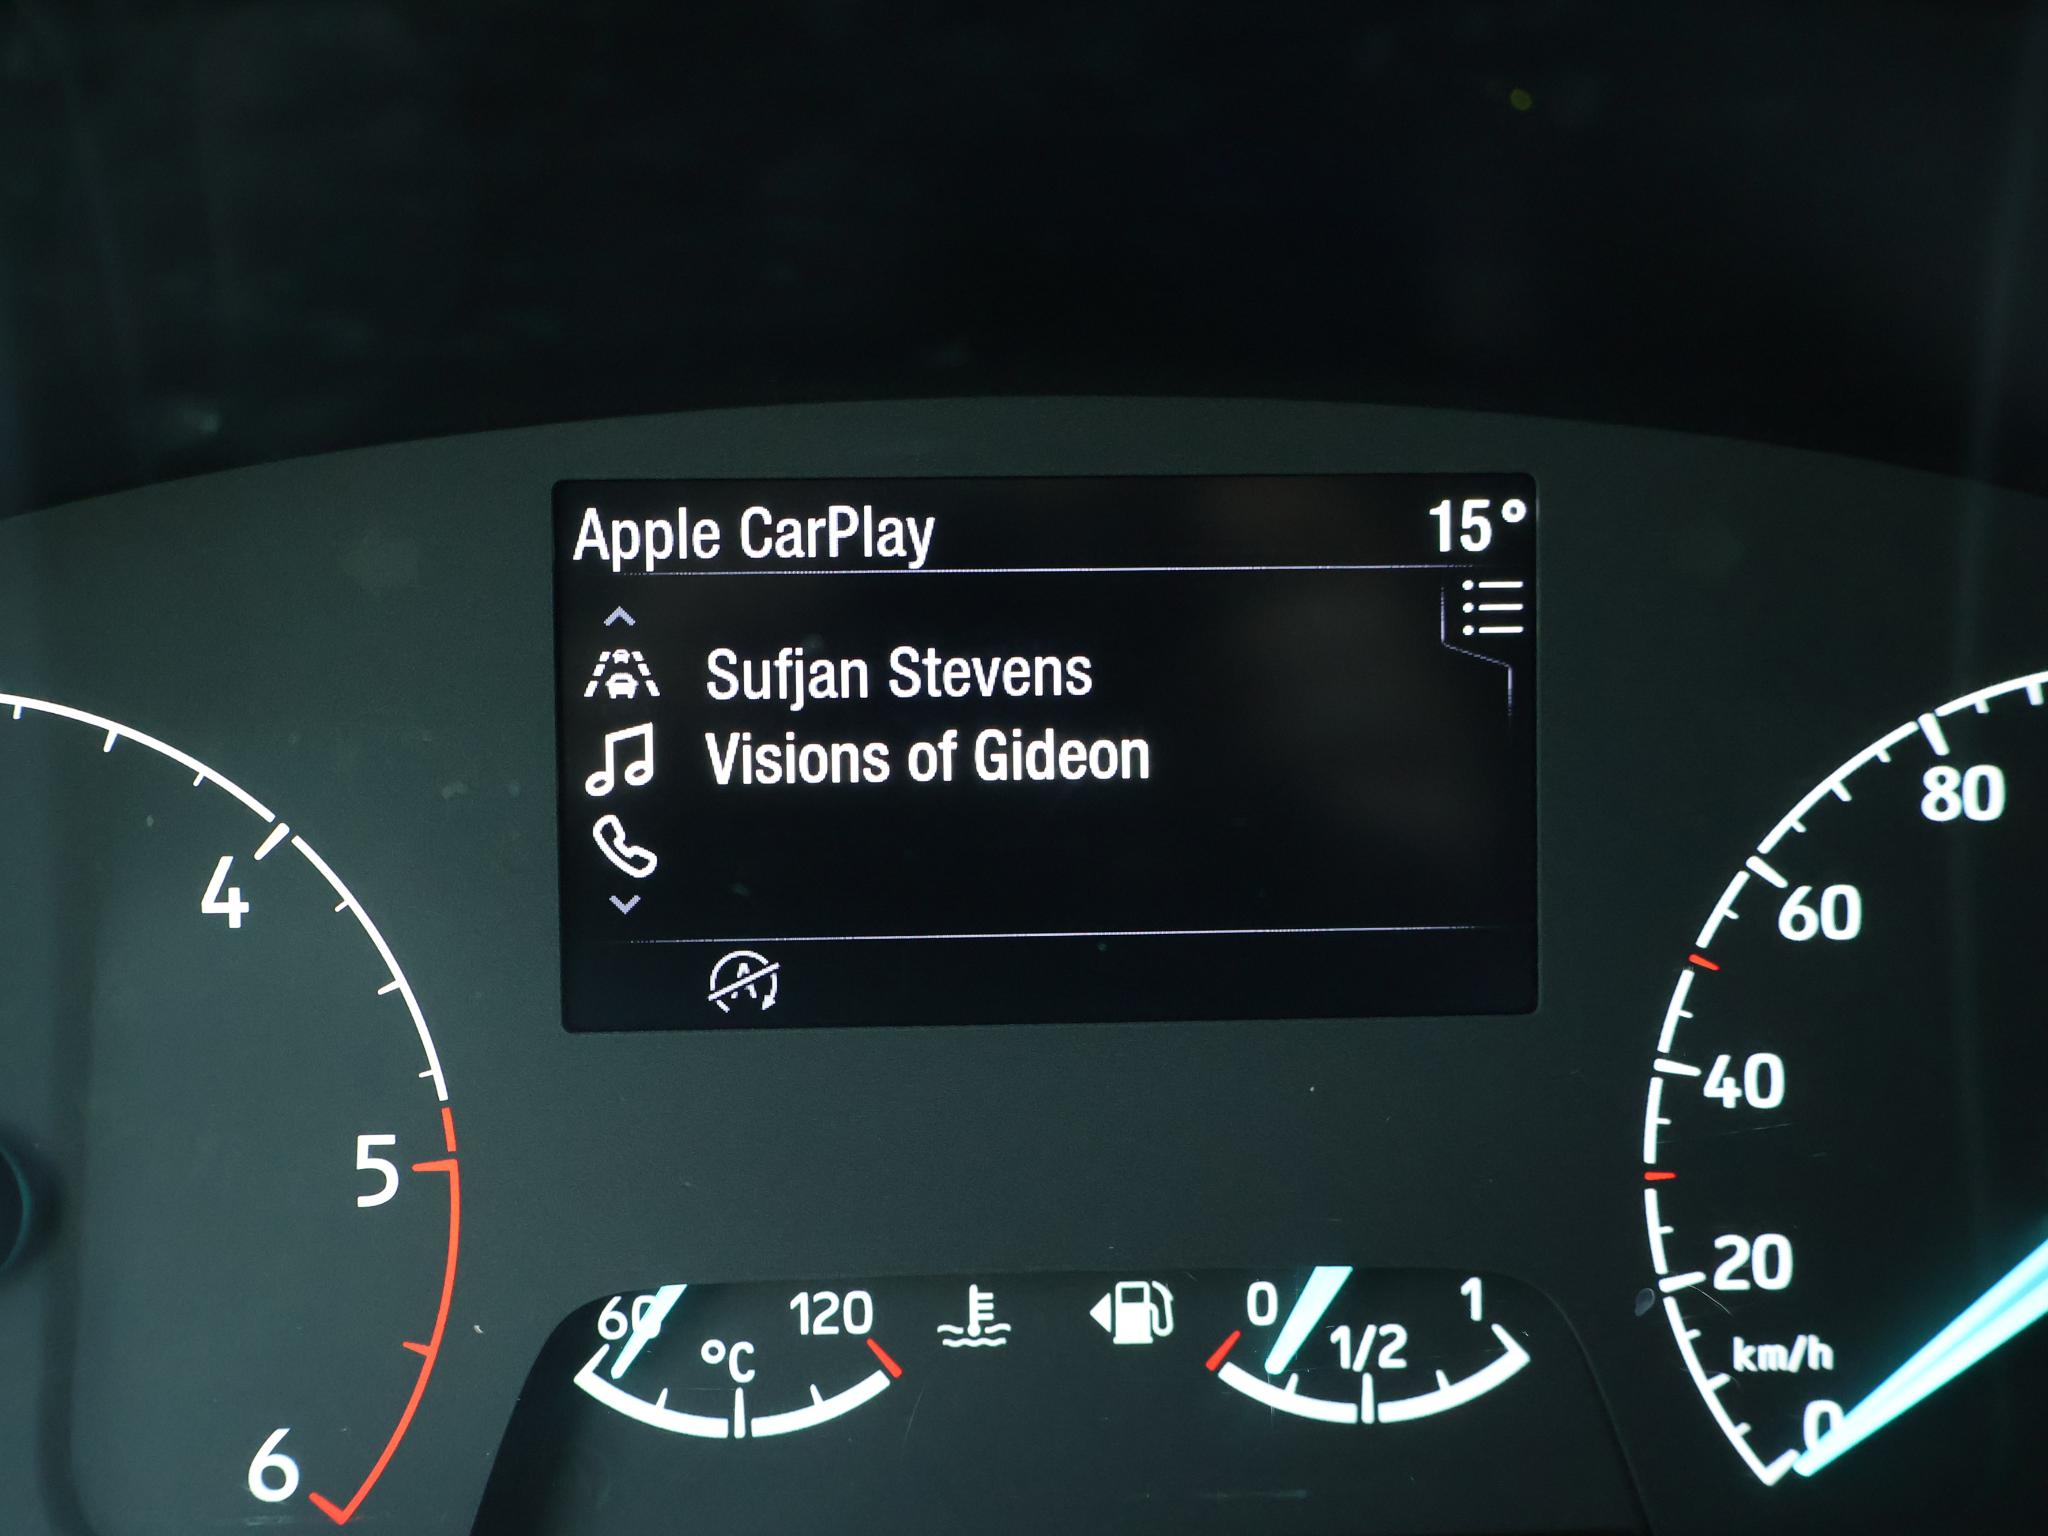 Apple CarPlay 15°
Sufjan Stevens
Visions of Gideon
A
4
5
6
80
60
40
20
km/h
0
60 120
°C
0 1/2 1